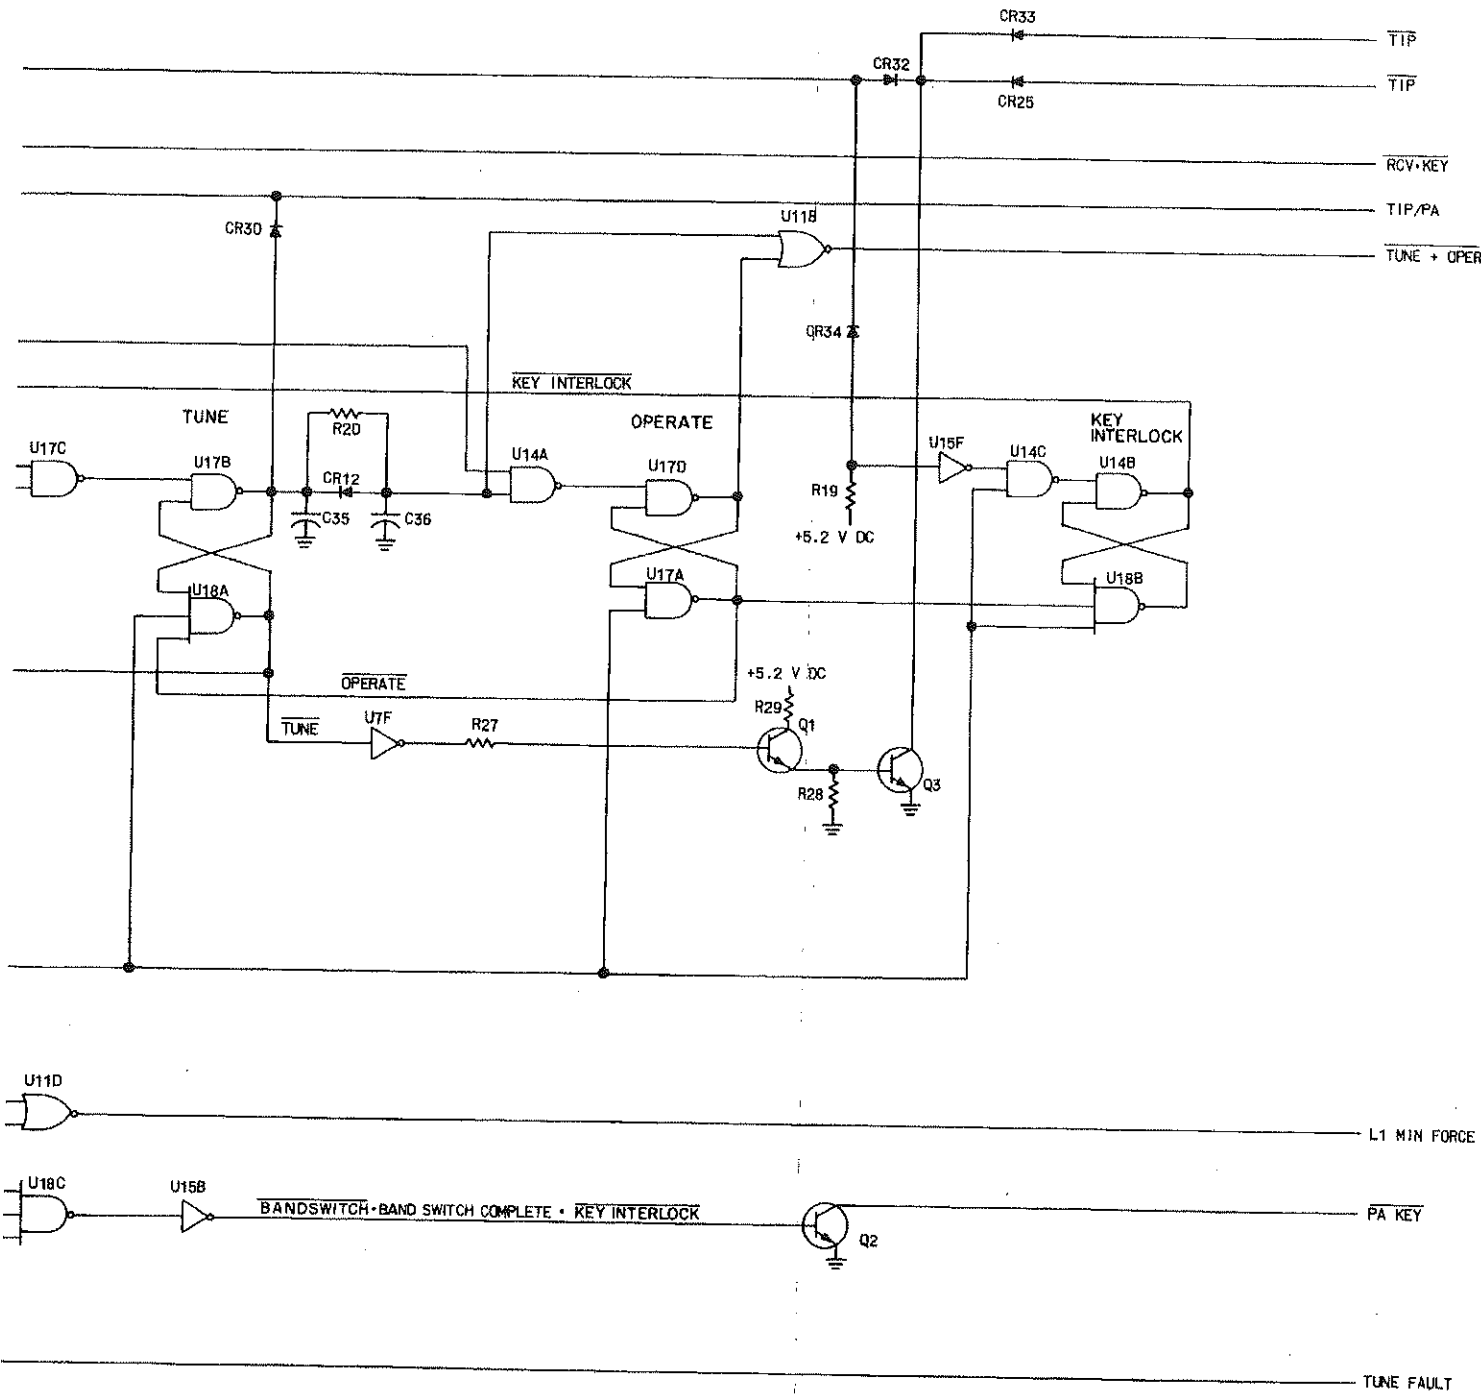 CR33
TIP
CR32
TIP
CR25
RCV·KEY
TIP/PA
U11B
CR30
TUNE + OPER
CR34
KEY INTERLOCK
TUNE
R20
OPERATE
KEY
INTERLOCK
U17C
U17B
CR12
U14A
U17D
U15F
U14C
U14B
R19
C35
C36
+5.2 V DC
U18A
U17A
U18B
+5.2 V DC
OPERATE
R29
TUNE
U7F
R27
Q1
R28
Q3
U11D
L1 MIN FORCE
U18C
U15B
BANDSWITCH·BAND SWITCH COMPLETE · KEY INTERLOCK
PA KEY
Q2
TUNE FAULT